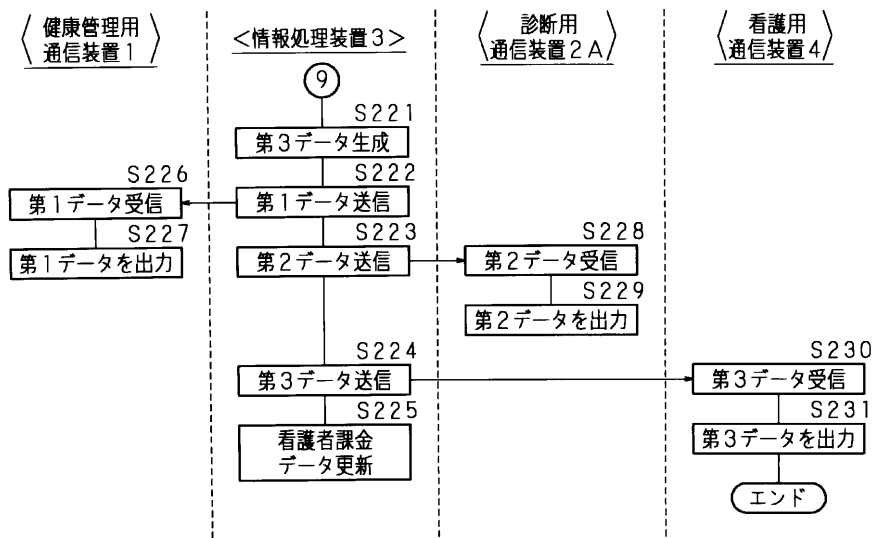 健康管理用
通信装置1
<情報処理装置3>
診断用
通信装置2A
看護用
通信装置4
9
S221
第3データ生成
S222
第1データ送信
S226
第1データ受信
S223
第2データ送信
S227
第1データを出力
S228
第2データ受信
S229
第2データを出力
S224
第3データ送信
S230
第3データ受信
S225
看護者課金
データ更新
S231
第3データを出力
エンド